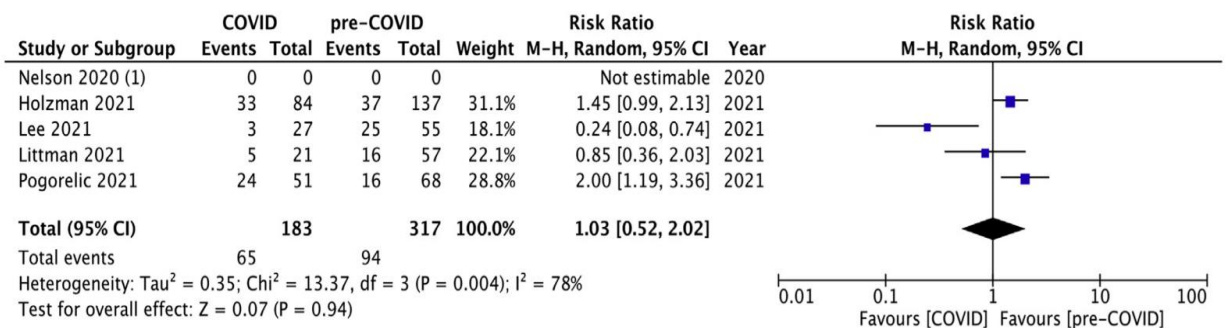 COVID pre-COVID Risk Ratio Risk Ratio
Study or Subgroup Events Total Events Total Weight M-H, Random, 95% CI Year M-H, Random, 95% CI
Nelson 2020 (1) 0 0 0 0 Not estimable 2020
Holzman 2021 33 84 37 137 31.1% 1.45 [0.99, 2.13] 2021
Lee 2021 3 27 25 55 18.1% 0.24 [0.08, 0.74] 2021
Littman 2021 5 21 16 57 22.1% 0.85 [0.36, 2.03] 2021
Pogorelic 2021 24 51 16 68 28.8% 2.00 [1.19, 3.36] 2021
Total (95% CI) 183 317 100.0% 1.03 [0.52, 2.02]
Total events 65 94
Heterogeneity: Tau² = 0.35; Chi² = 13.37, df = 3 (P = 0.004); I² = 78%
Test for overall effect: Z = 0.07 (P = 0.94)
0.01 0.1 1 10 100
Favours [COVID] Favours [pre-COVID]